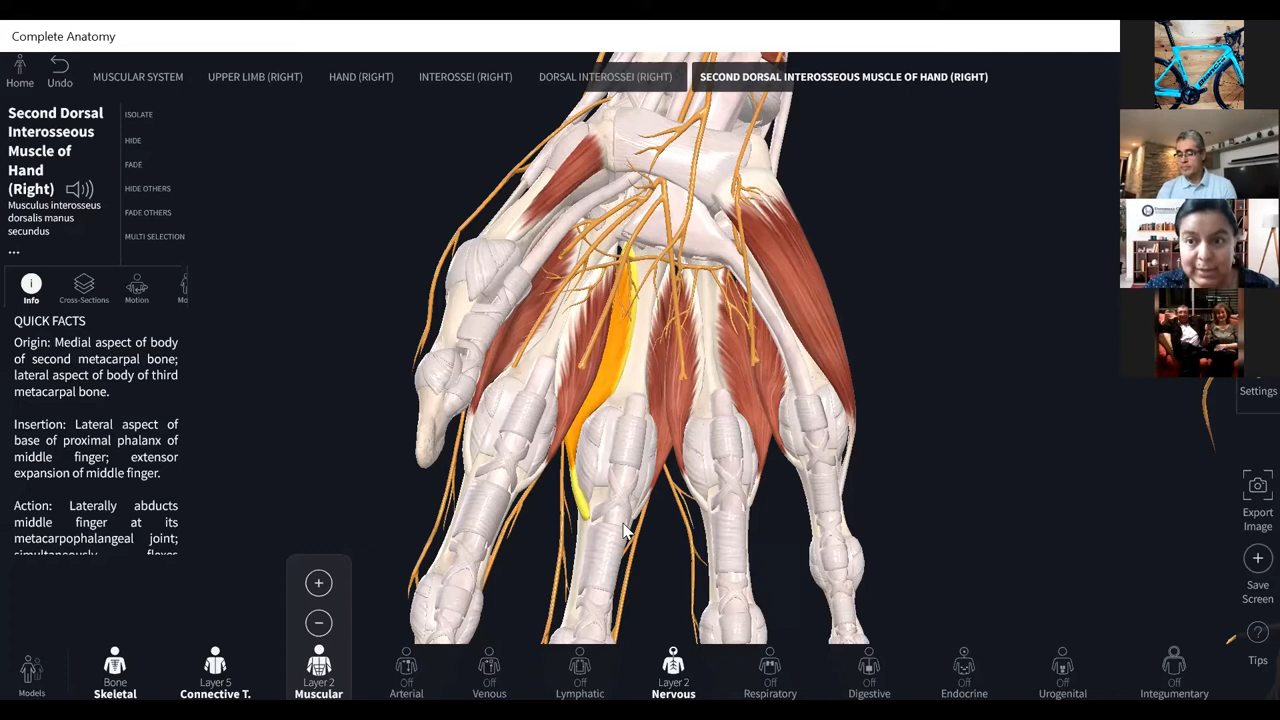 Complete Anatomy
Home
Undo
MUSCULAR SYSTEM
UPPER LIMB (RIGHT)
HAND (RIGHT)
INTEROSSEI (RIGHT)
DORSAL INTEROSSEI (RIGHT)
SECOND DORSAL INTEROSSEOUS MUSCLE OF HAND (RIGHT)
Second Dorsal
Interosseous
Muscle of
Hand
(Right)
Musculus interosseus
dorsalis manus
secundus
...
ISOLATE
HIDE
FADE
HIDE OTHERS
FADE OTHERS
MULTI SELECTION
Info
Cross-Sections
Motion
QUICK FACTS
Origin: Medial aspect of body
of second metacarpal bone;
lateral aspect of body of third
metacarpal bone.
Insertion: Lateral aspect of
base of proximal phalanx of
middle finger; extensor
expansion of middle finger.
Action: Laterally abducts
middle finger at its
metacarpophalangeal joint;
simultaneously flexes
Settings
Export
Image
Save
Screen
Tips
Models
Bone
Skeletal
Layer 5
Connective T.
Layer 2
Muscular
Off
Arterial
Off
Venous
Off
Lymphatic
Layer 2
Nervous
Off
Respiratory
Off
Digestive
Off
Endocrine
Off
Urogenital
Off
Integumentary